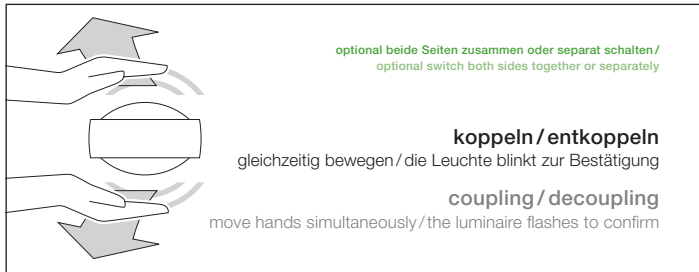 optional beide Seiten zusammen oder separat schalten/
optional switch both sides together or separately
koppeln/entkoppeln
gleichzeitig bewegen/die Leuchte blinkt zur Bestätigung
coupling/decoupling
move hands simultaneously/the luminaire flashes to confirm